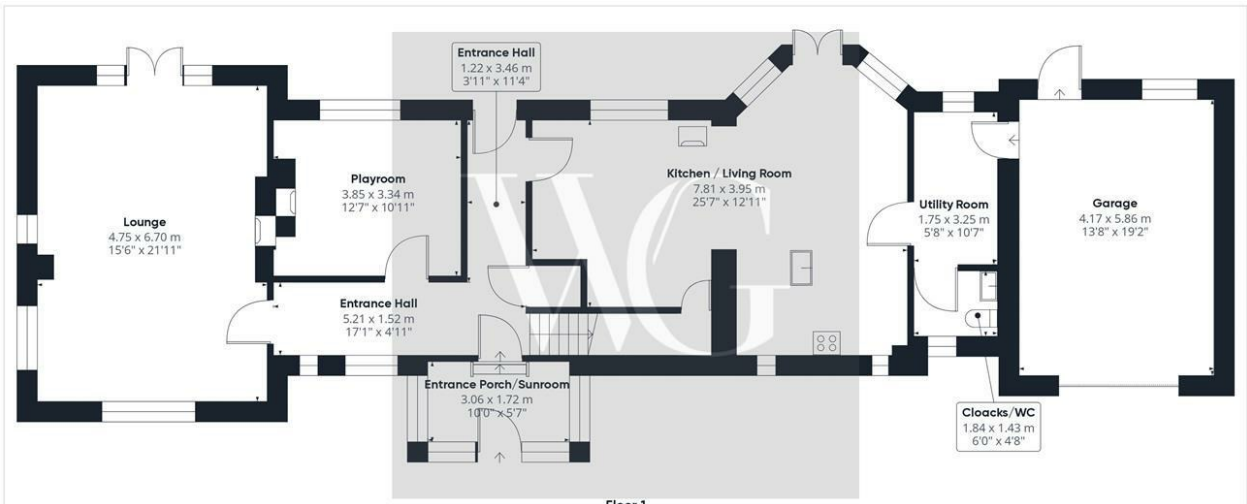 Entrance Hall
1.22 x 3.46 m
3'11" x 11'4"
Playroom
3.85 x 3.34 m
12'7" x 10'11"
Kitchen / Living Room
7.81 x 3.95 m
25'7" x 12'11"
Lounge
4.75 x 6.70 m
15'6" x 21'11"
Utility Room
1.75 x 3.25 m
5'8" x 10'7"
Garage
4.17 x 5.86 m
13'8" x 19'2"
WG
Entrance Hall
5.21 x 1.52 m
17'1" x 4'11"
Entrance Porch/Sunroom
3.06 x 1.72 m
10'0" x 5'7"
Cloacks/WC
1.84 x 1.43 m
6'0" x 4'8"
Floor 1